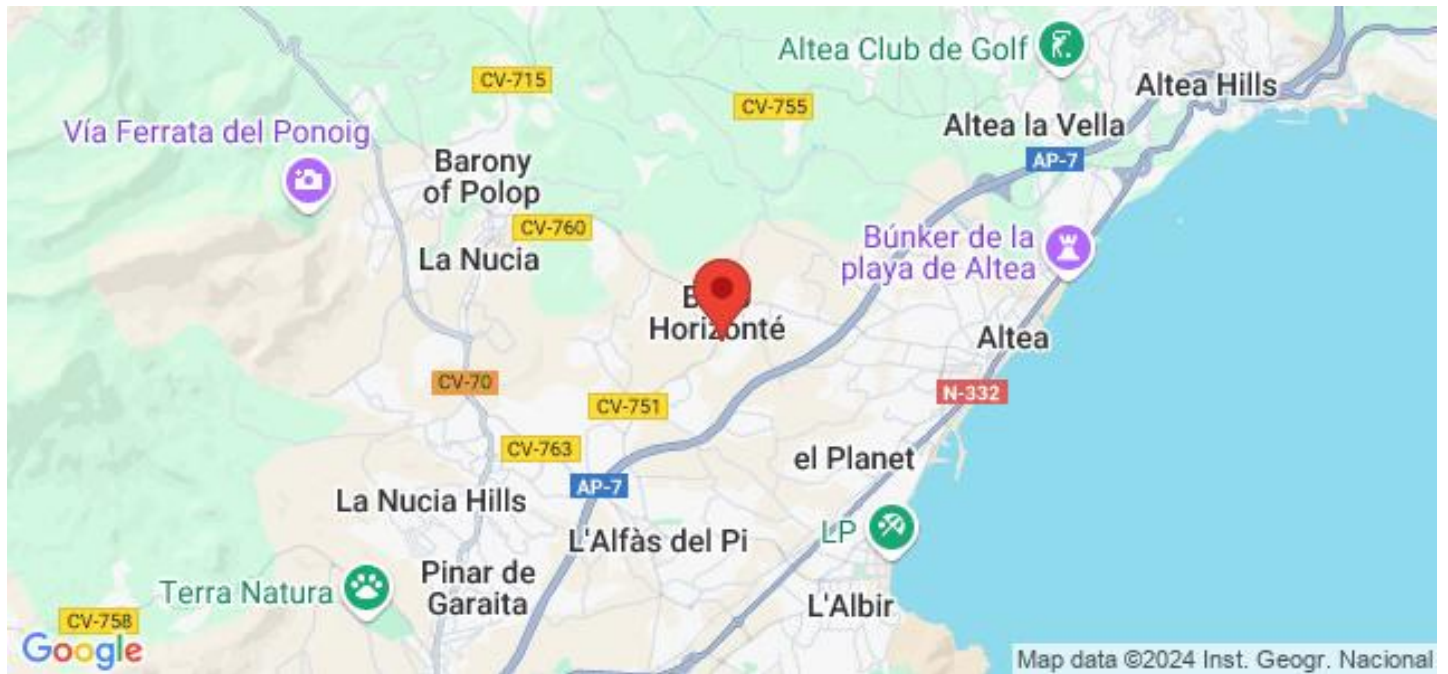 Altea Club de Golf
Altea Hills
CV-715
CV-755
Vía Ferrata del Ponoig
Altea la Vella
Barony
of Polop
AP-7
CV-760
Búnker de la
playa de Altea
La Nucia
Horizonté
Altea
CV-70
N-332
CV-751
CV-763
el Planet
AP-7
La Nucia Hills
LP
L'Alfàs del Pi
Pinar de
Garaita
Terra Natura
L'Albir
CV-758
Google
Map data ©2024 Inst. Geogr. Nacional